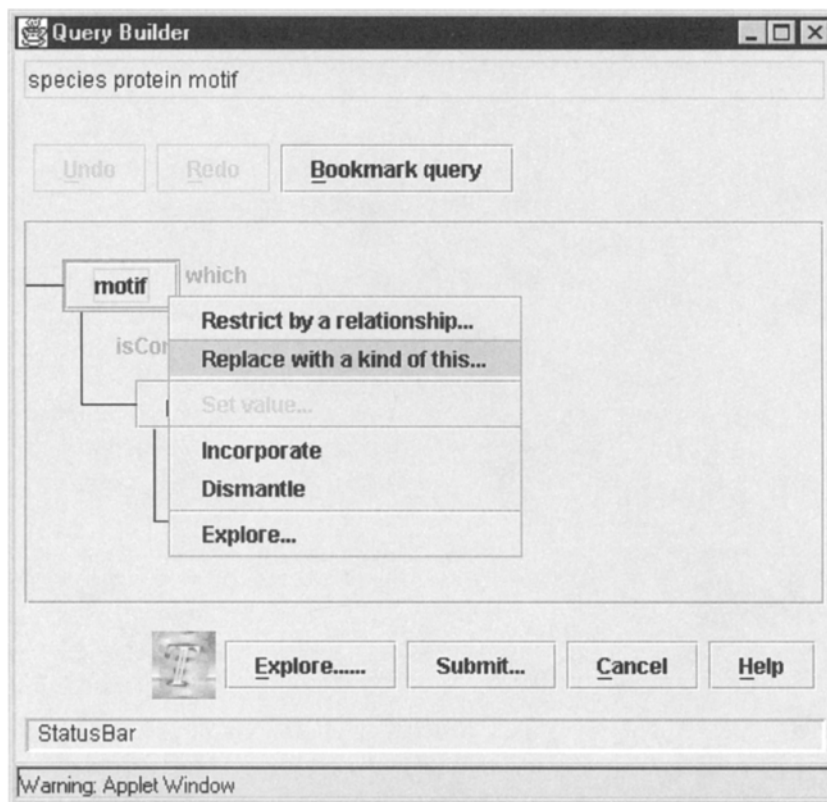 Query Builder
species protein motif
Undo Redo Bookmark query
motif which
Restrict by a relationship...
Replace with a kind of this...
Set value...
Incorporate
Dismantle
Explore...
Explore...... Submit... Cancel Help
StatusBar
Warning: Applet Window